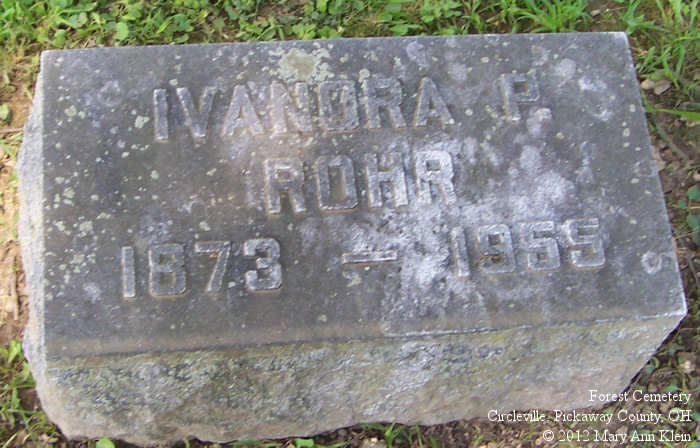 IVANORA P.
ROHR
1873 — 1955
Forest Cemetery
Circleville, Pickaway County, OH
© 2012 Mary Ann Klein